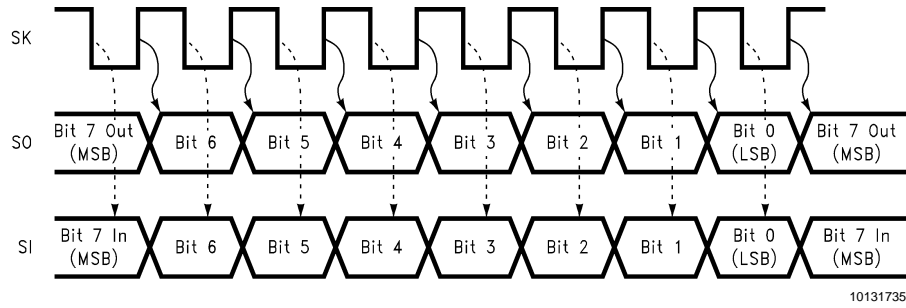 SK
SO
Bit 7 Out
(MSB)
Bit 6
Bit 5
Bit 4
Bit 3
Bit 2
Bit 1
Bit 0
(LSB)
Bit 7 Out
(MSB)
SI
Bit 7 In
(MSB)
Bit 6
Bit 5
Bit 4
Bit 3
Bit 2
Bit 1
Bit 0
(LSB)
Bit 7 In
(MSB)
10131735